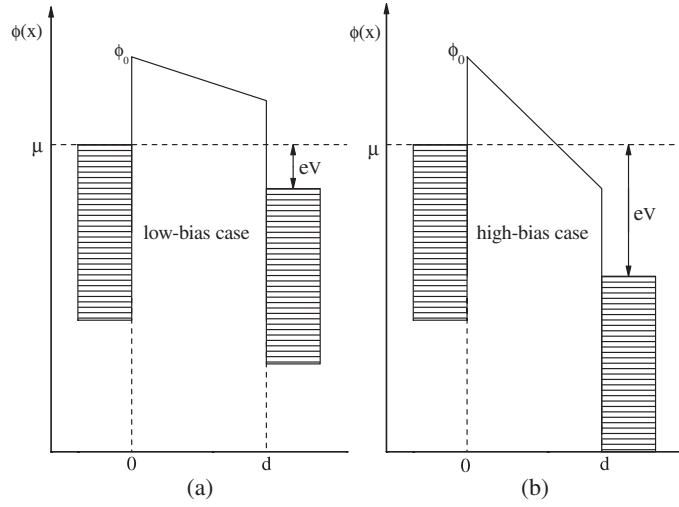 ϕ(x)
ϕ₀
μ
eV
low-bias case
0
d
(a)
ϕ(x)
ϕ₀
μ
eV
high-bias case
0
d
(b)